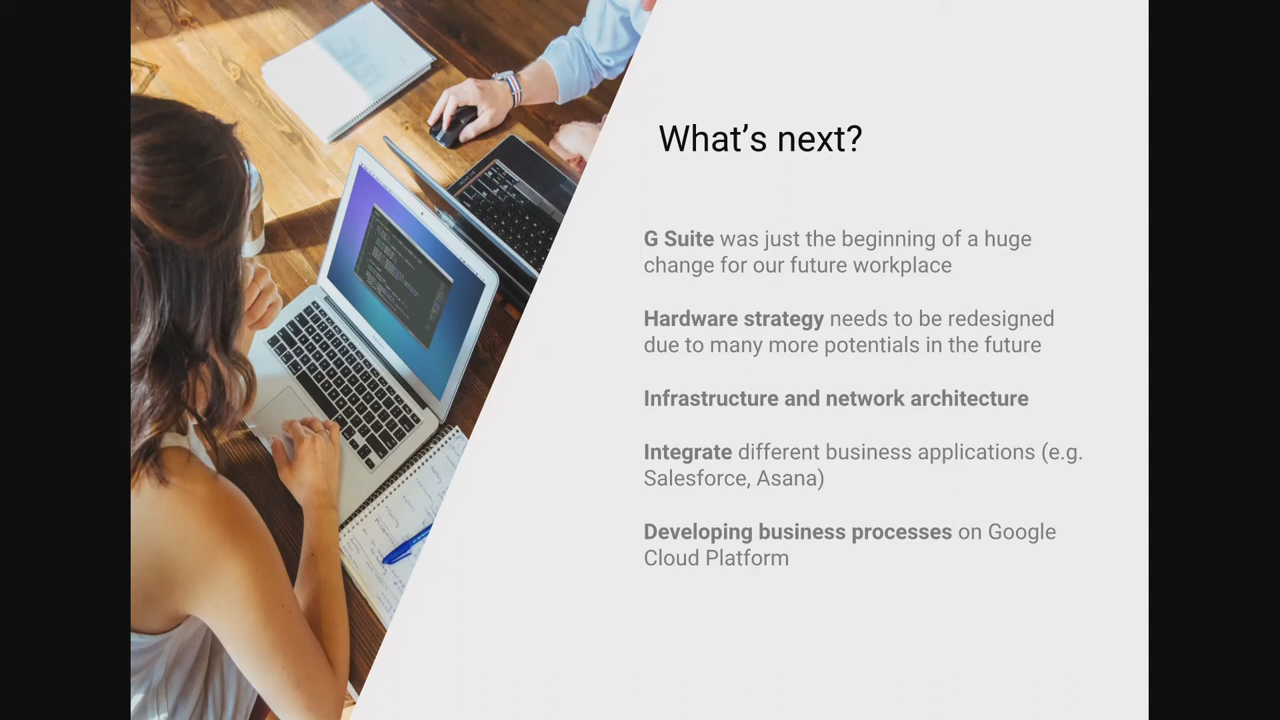 What’s next?
G Suite was just the beginning of a huge
change for our future workplace
Hardware strategy needs to be redesigned
due to many more potentials in the future
Infrastructure and network architecture
Integrate different business applications (e.g.
Salesforce, Asana)
Developing business processes on Google
Cloud Platform